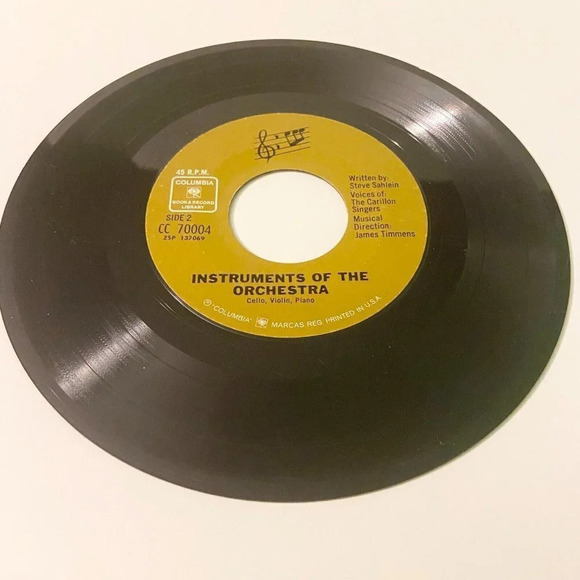 45 R.P.M.
COLUMBIA
BOOK & RECORD
LIBRARY
SIDE 2
CC 70004
ZSP 137069
Written by:
Steve Sahlein
Voices of:
The Carillon
Singers
Musical
Direction:
James Timmens
INSTRUMENTS OF THE
ORCHESTRA
Cello, Violin, Piano
℗ "COLUMBIA" MARCAS REG. PRINTED IN U.S.A.